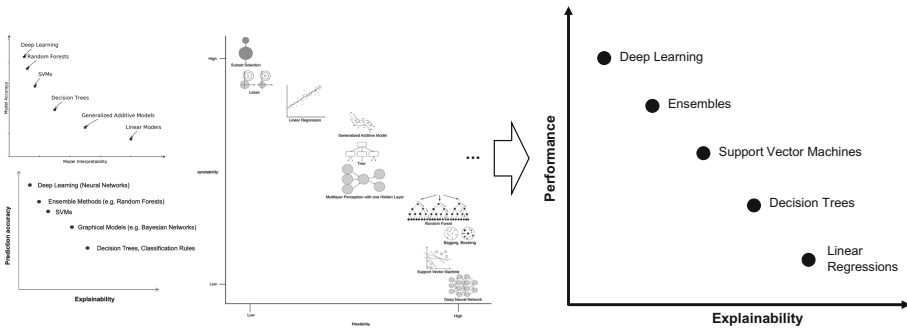 Deep Learning
Random Forests
SVMs
Decision Trees
Generalized Additive Models
Linear Models
Model Accuracy
Model Interpretability
Deep Learning (Neural Networks)
Ensemble Methods (e.g. Random Forests)
SVMs
Graphical Models (e.g. Bayesian Networks)
Decision Trees, Classification Rules
Prediction accuracy
Explainability
High
Subset Selection
Lasso
Linear Regression
Generalized Additive Model
Tree
Multilayer Perceptron with one Hidden Layer
Random Forest
Bagging, Boosting
Support Vector Machine
Deep Neural Network
Low
Low
High
Flexibility
...
Performance
Deep Learning
Ensembles
Support Vector Machines
Decision Trees
Linear
Regressions
Explainability